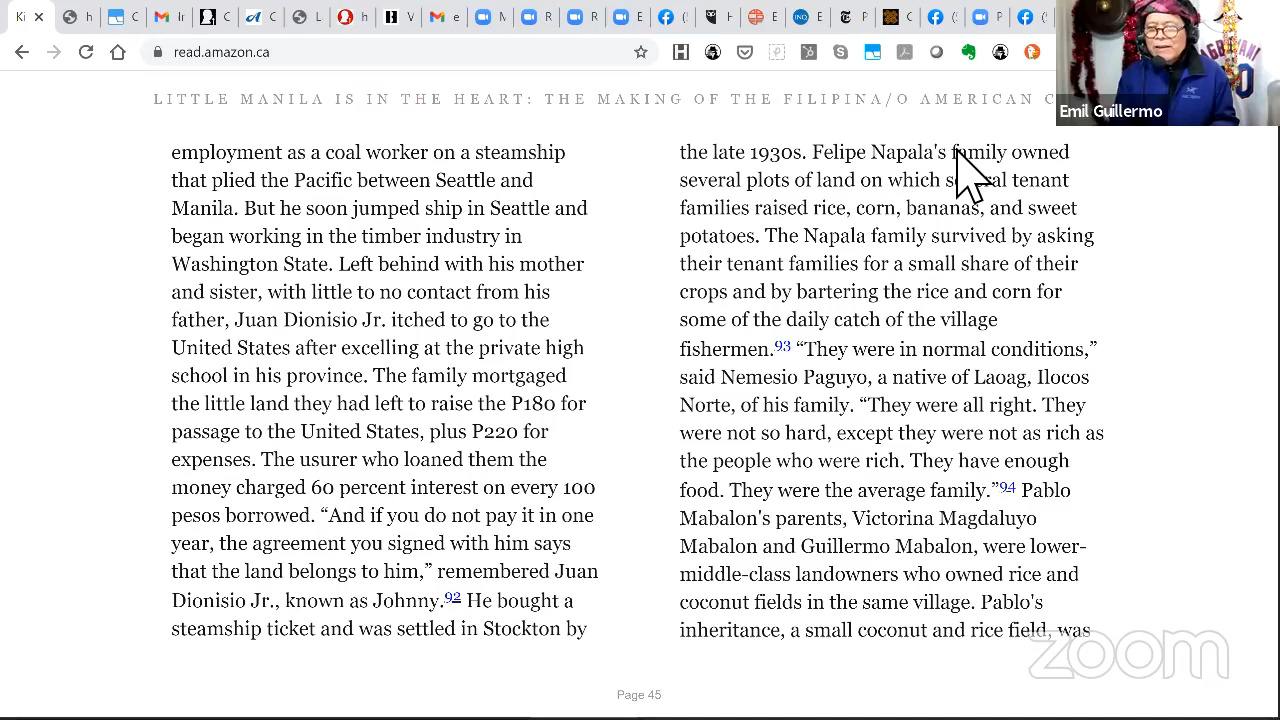 Ki
C
C
In
C
C
L
h
V
e
M
R
R
E
(
H
E
E
P
C
(
P
(
read.amazon.ca
Emil Guillermo
LITTLE MANILA IS IN THE HEART: THE MAKING OF THE FILIPINA/O AMERICAN C
employment as a coal worker on a steamship
that plied the Pacific between Seattle and
Manila. But he soon jumped ship in Seattle and
began working in the timber industry in
Washington State. Left behind with his mother
and sister, with little to no contact from his
father, Juan Dionisio Jr. itched to go to the
United States after excelling at the private high
school in his province. The family mortgaged
the little land they had left to raise the P180 for
passage to the United States, plus P220 for
expenses. The usurer who loaned them the
money charged 60 percent interest on every 100
pesos borrowed. “And if you do not pay it in one
year, the agreement you signed with him says
that the land belongs to him,” remembered Juan
Dionisio Jr., known as Johnny.92 He bought a
steamship ticket and was settled in Stockton by
the late 1930s. Felipe Napala's family owned
several plots of land on which several tenant
families raised rice, corn, bananas, and sweet
potatoes. The Napala family survived by asking
their tenant families for a small share of their
crops and by bartering the rice and corn for
some of the daily catch of the village
fishermen.93 “They were in normal conditions,”
said Nemesio Paguyo, a native of Laoag, Ilocos
Norte, of his family. “They were all right. They
were not so hard, except they were not as rich as
the people who were rich. They have enough
food. They were the average family.”94 Pablo
Mabalon's parents, Victorina Magdaluyo
Mabalon and Guillermo Mabalon, were lower-
middle-class landowners who owned rice and
coconut fields in the same village. Pablo's
inheritance, a small coconut and rice field, was
zoom
Page 45